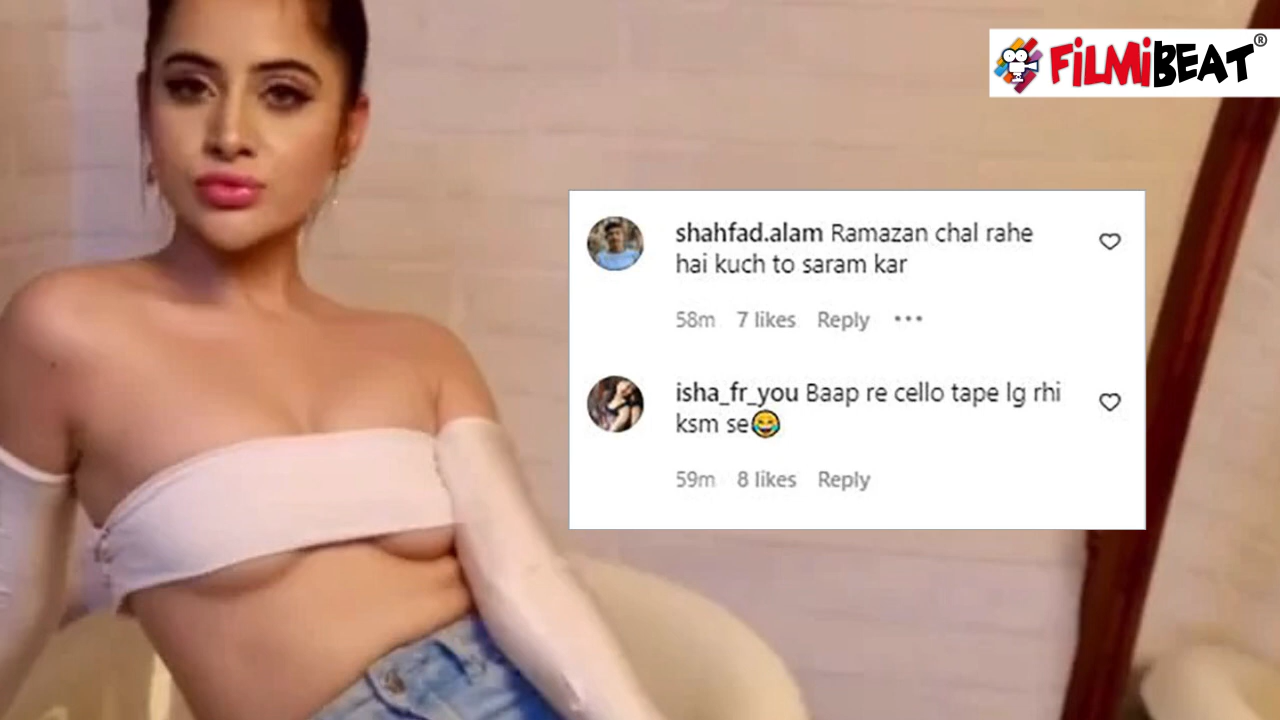 FiLMiBEAT®
shahfad.alam Ramazan chal rahe
hai kuch to saram kar
58m 7 likes Reply •••
isha_fr_you Baap re cello tape lg rhi
ksm se😂
59m 8 likes Reply